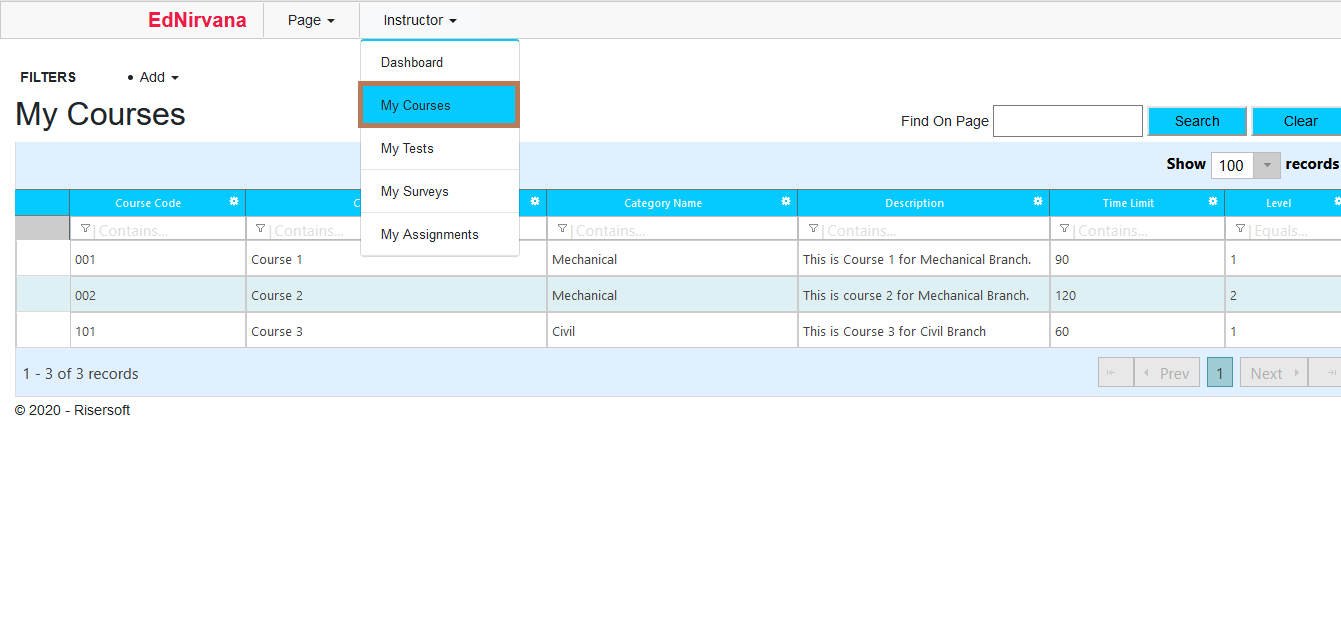 EdNirvana Page Instructor
Dashboard
FILTERS • Add
My Courses
My Courses
Find On Page Search Clear
My Tests
Show 100 records
My Surveys
Course Code C Category Name Description Time Limit Level
Contains... Contains... Contains... Contains... Contains... Equals...
My Assignments
001 Course 1 Mechanical This is Course 1 for Mechanical Branch. 90 1
002 Course 2 Mechanical This is course 2 for Mechanical Branch. 120 2
101 Course 3 Civil This is Course 3 for Civil Branch 60 1
1 - 3 of 3 records Prev 1 Next
© 2020 - Risersoft